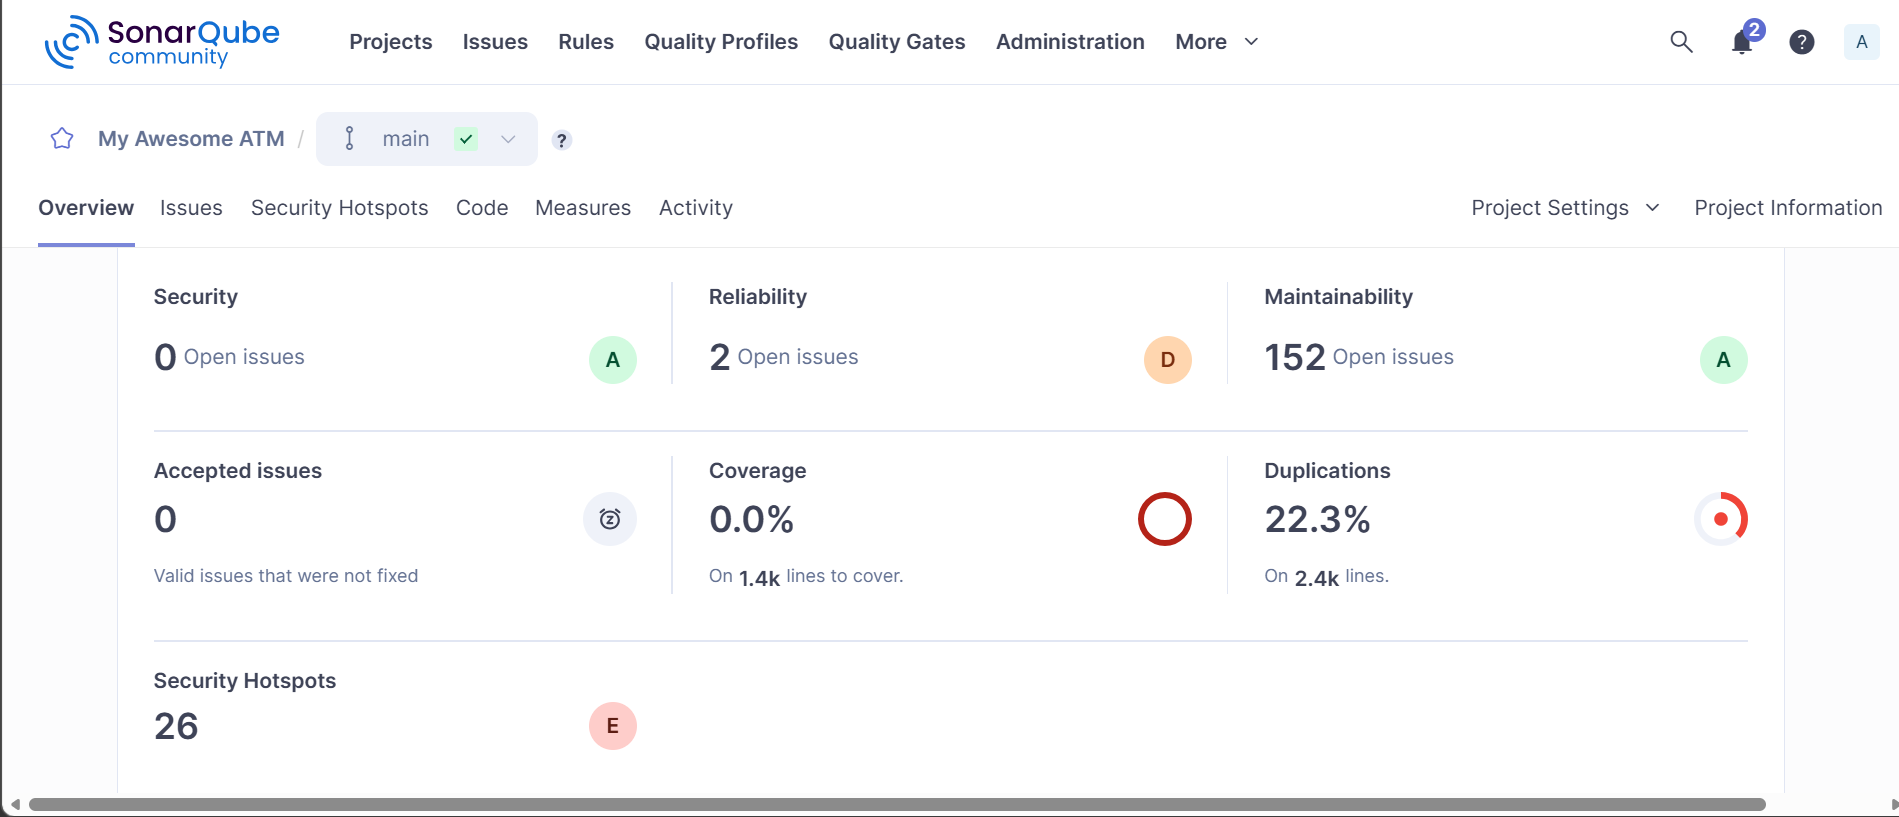 SonarQube
community
Projects Issues Rules Quality Profiles Quality Gates Administration More
2
?
A
My Awesome ATM / main
?
Overview Issues Security Hotspots Code Measures Activity
Project Settings Project Information
Security
0 Open issues
A
Reliability
2 Open issues
D
Maintainability
152 Open issues
A
Accepted issues
0
Valid issues that were not fixed
Coverage
0.0%
On 1.4k lines to cover.
Duplications
22.3%
On 2.4k lines.
Security Hotspots
26
E